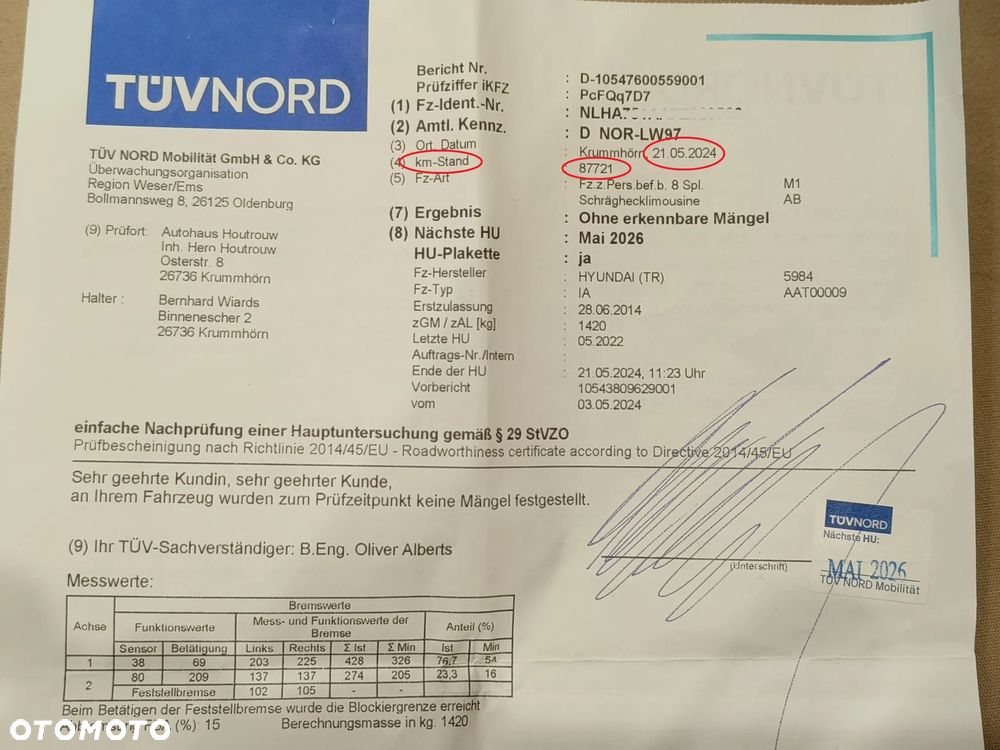 TÜVNORD
TÜV NORD Mobilität GmbH & Co. KG
Überwachungsorganisation
Region Weser/Ems
Bollmannsweg 8, 26125 Oldenburg
(9) Prüfort: Autohaus Houtrouw
Inh. Herrn Houtrouw
Osterstr. 8
26736 Krummhörn
Halter : Bernhard Wiards
Binnenescher 2
26736 Krummhörn
Bericht Nr. : D-10547600559001
Prüfziffer iKFZ : PcFQq7D7
(1) Fz-Ident.-Nr. : NLHA
(2) Amtl. Kennz. : D NOR-LW97
(3) Ort, Datum : Krummhörn, 21.05.2024
(4) km-Stand : 87721
(5) Fz-Art : Fz.z.Pers.bef.b. 8 Spl. M1
Schräghecklimousine AB
(7) Ergebnis : Ohne erkennbare Mängel
(8) Nächste HU : Mai 2026
HU-Plakette : ja
Fz-Hersteller : HYUNDAI (TR) 5984
Fz-Typ : IA AAT00009
Erstzulassung : 28.06.2014
zGM / zAL [kg] : 1420
Letzte HU : 05.2022
Auftrags-Nr./Intern :
Ende der HU : 21.05.2024, 11:23 Uhr
Vorbericht : 10543809629001
vom : 03.05.2024
einfache Nachprüfung einer Hauptuntersuchung gemäß § 29 StVZO
Prüfbescheinigung nach Richtlinie 2014/45/EU - Roadworthiness certificate according to Directive 2014/45/EU
Sehr geehrte Kundin, sehr geehrter Kunde,
an Ihrem Fahrzeug wurden zum Prüfzeitpunkt keine Mängel festgestellt.
(9) Ihr TÜV-Sachverständiger: B.Eng. Oliver Alberts
(Unterschrift)
TÜVNORD
Nächste HU:
MAI 2026
TÜV NORD Mobilität
Messwerte:
Achse Bremswerte
Funktionswerte Mess- und Funktionswerte der Bremse Anteil (%)
Sensor Betätigung Links Rechts Σ Ist Σ Min Ist Min
1 38 69 203 225 428 326 76,7 54
2 80 209 137 137 274 205 23,3 16
Feststellbremse 102 105 - - - -
Beim Betätigen der Feststellbremse wurde die Blockiergrenze erreicht
(%): 15 Berechnungsmasse in kg: 1420
OTOMOTO